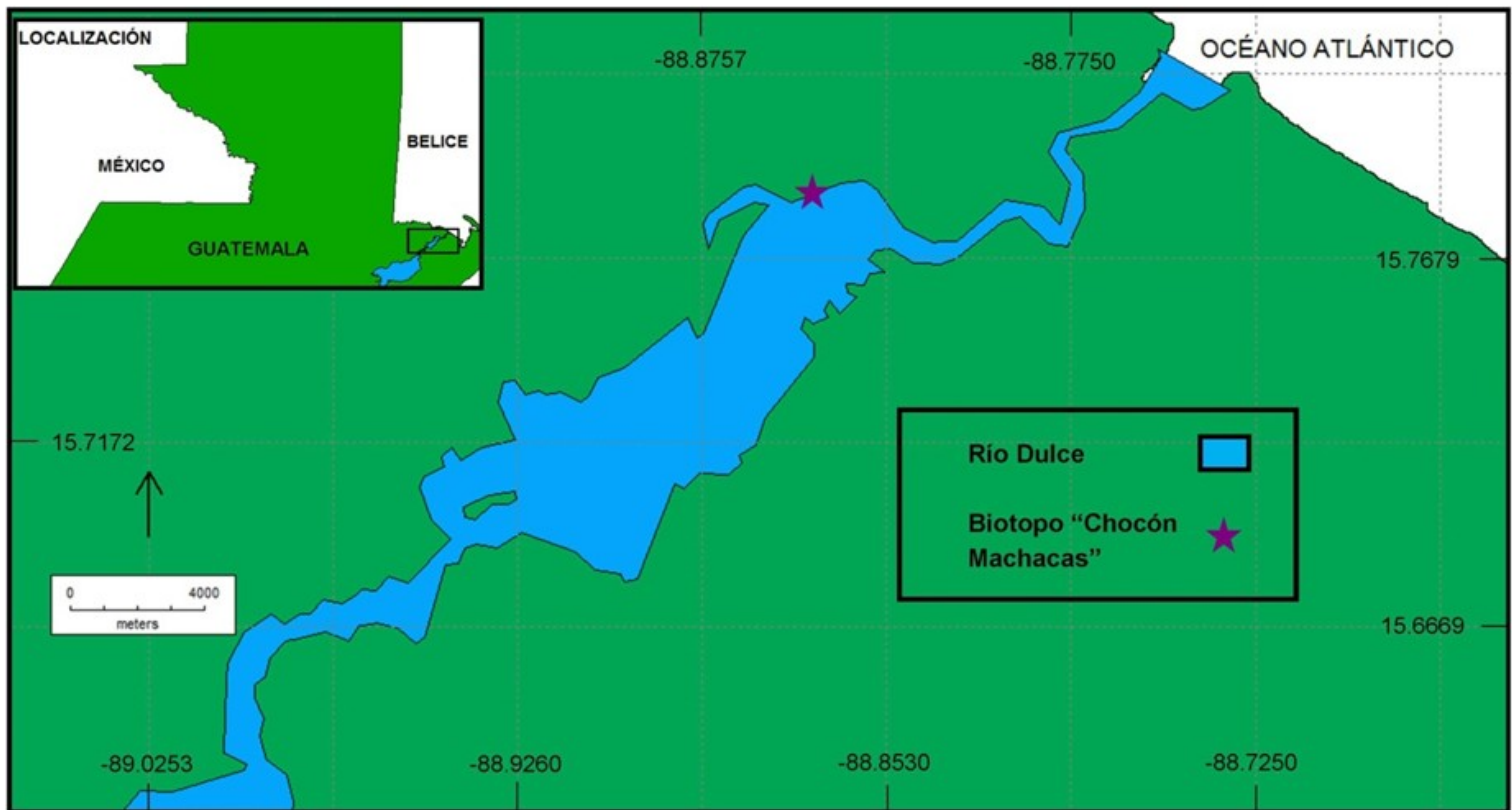 LOCALIZACIÓN
MÉXICO
BELICE
GUATEMALA
-88.8757
-88.7750
OCÉANO ATLÁNTICO
15.7679
15.7172
Río Dulce
Biotopo “Chocón
Machacas”
0 4000
meters
15.6669
-89.0253
-88.9260
-88.8530
-88.7250